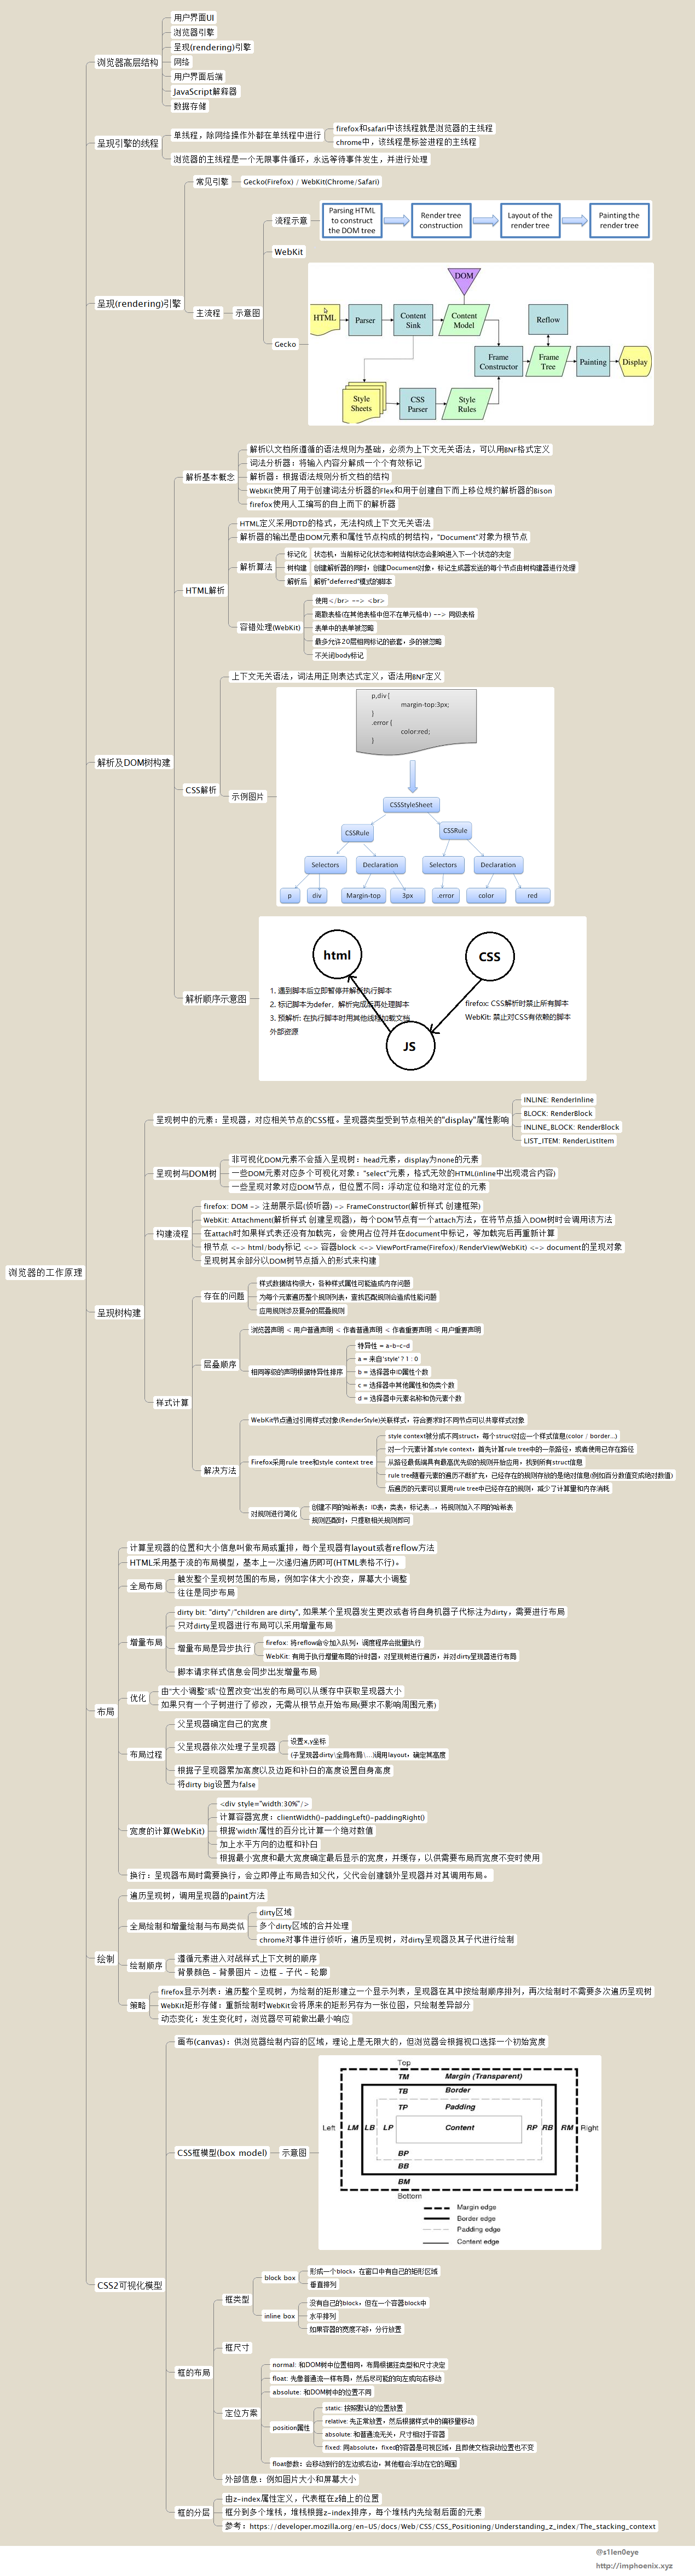 浏览器的工作原理
浏览器高层结构
用户界面UI
浏览器引擎
呈现(rendering)引擎
网络
用户界面后端
JavaScript解释器
数据存储
呈现引擎的线程
单线程，除网络操作外都在单线程中进行
firefox和safari中该线程就是浏览器的主线程
chrome中，该线程是标签进程的主线程
浏览器的主线程是一个无限事件循环，永远等待事件发生，并进行处理
呈现(rendering)引擎
常见引擎
Gecko(Firefox) / WebKit(Chrome/Safari)
主流程
示意图
流程示意
Parsing HTML
to construct
the DOM tree
Render tree
construction
Layout of the
render tree
Painting the
render tree
WebKit
Gecko
DOM
HTML
Parser
Content
Sink
Content
Model
Reflow
Frame
Constructor
Frame
Tree
Painting
Display
Style
Sheets
CSS
Parser
Style
Rules
解析及DOM树构建
解析基本概念
解析以文档所遵循的语法规则为基础，必须为上下文无关语法，可以用BNF格式定义
词法分析器：将输入内容分解成一个个有效标记
解析器：根据语法规则分析文档的结构
WebKit使用了用于创建词法分析器的Flex和用于创建自下而上移位规约解析器的Bison
firefox使用人工编写的自上而下的解析器
HTML解析
HTML定义采用DTD的格式，无法构成上下文无关语法
解析器的输出是由DOM元素和属性节点构成的树结构，"Document"对象为根节点
解析算法
标记化
状态机，当前标记化状态和树结构状态会影响进入下一个状态的决定
树构建
创建解析器的同时，创建Document对象，标记生成器发送的每个节点由树构建器进行处理
解析后
解析"deferred"模式的脚本
容错处理(WebKit)
使用</br> --> <br>
离散表格(在其他表格中但不在单元格中) --> 同级表格
表单中的表单被忽略
最多允许20层相同标记的嵌套，多的被忽略
不关闭body标记
CSS解析
上下文无关语法，词法用正则表达式定义，语法用BNF定义
示例图片
p,div {
margin-top:3px;
}
.error {
color:red;
}
CSSStyleSheet
CSSRule
CSSRule
Selectors
Declaration
Selectors
Declaration
p
div
Margin-top
3px
.error
color
red
解析顺序示意图
html
CSS
JS
1. 遇到脚本后立即暂停并解析执行脚本
2. 标记脚本为defer，解析完成后再处理脚本
3. 预解析: 在执行脚本时用其他线程加载文档
外部资源
firefox: CSS解析时禁止所有脚本
WebKit: 禁止对CSS有依赖的脚本
呈现树构建
呈现树中的元素：呈现器，对应相关节点的CSS框。呈现器类型受到节点相关的"display"属性影响
INLINE: RenderInline
BLOCK: RenderBlock
INLINE_BLOCK: RenderBlock
LIST_ITEM: RenderListItem
呈现树与DOM树
非可视化DOM元素不会插入呈现树：head元素，display为none的元素
一些DOM元素对应多个可视化对象："select"元素，格式无效的HTML(inline中出现混合内容)
一些呈现对象对应DOM节点，但位置不同：浮动定位和绝对定位的元素
构建流程
firefox: DOM -> 注册展示层(侦听器) -> FrameConstructor(解析样式 创建框架)
WebKit: Attachment(解析样式 创建呈现器)，每个DOM节点有一个attach方法，在将节点插入DOM树时会调用该方法
在attach时如果样式表还没有加载完，会使用占位符并在document中标记，等加载完后再重新计算
根节点 <-> html/body标记 <-> 容器block <-> ViewPortFrame(Firefox)/RenderView(WebKit) <-> document的呈现对象
呈现树其余部分以DOM树节点插入的形式来构建
样式计算
存在的问题
样式数据结构很大，各种样式属性可能造成内存问题
为每个元素遍历整个规则列表，查找匹配规则会造成性能问题
应用规则涉及复杂的层叠规则
层叠顺序
浏览器声明 < 用户普通声明 < 作者普通声明 < 作者重要声明 < 用户重要声明
相同等级的声明根据特异性排序
特异性 = a-b-c-d
a = 来自'style' ? 1 : 0
b = 选择器中ID属性个数
c = 选择器中其他属性和伪类个数
d = 选择器中元素名称和伪元素个数
解决方法
WebKit节点通过引用样式对象(RenderStyle)关联样式，符合要求时不同节点可以共享样式对象
Firefox采用rule tree和style context tree
style context被分成不同struct，每个struct对应一个样式信息(color / border...)
对一个元素计算style context，首先计算rule tree中的一条路径，或者使用已存在路径
从路径最低端具有最高优先级的规则开始应用，找到所有struct信息
rule tree随着元素的遍历不断扩充，已经存在的规则存放的是绝对信息(例如百分数值变成绝对数值)
后遍历的元素可以复用rule tree中已经存在的规则，减少了计算量和内存消耗
对规则进行简化
创建不同的哈希表：ID表，类表，标记表...，将规则加入不同的哈希表
规则匹配时，只提取相关规则即可
布局
计算呈现器的位置和大小信息叫做布局或重排，每个呈现器有layout或者reflow方法
HTML采用基于流的布局模型，基本上一次递归遍历即可(HTML表格不行)。
全局布局
触发整个呈现树范围的布局，例如字体大小改变，屏幕大小调整
往往是同步布局
增量布局
dirty bit: "dirty"/"children are dirty", 如果某个呈现器发生更改或者将自身机器子代标注为dirty，需要进行布局
只对dirty呈现器进行布局可以采用增量布局
增量布局是异步执行
firefox: 将reflow命令加入队列，调度程序会批量执行
WebKit: 有用于执行增量布局的计时器，对呈现树进行遍历，并对dirty呈现器进行布局
脚本请求样式信息会同步出发增量布局
优化
由"大小调整"或"位置改变"出发的布局可以从缓存中获取呈现器大小
如果只有一个子树进行了修改，无需从根节点开始布局(要求不影响周围元素)
布局过程
父呈现器确定自己的宽度
父呈现器依次处理子呈现器
设置x,y坐标
(子呈现器dirty\全局布局\...)调用layout，确定其高度
根据子呈现器累加高度以及边距和补白的高度设置自身高度
将dirty big设置为false
宽度的计算(WebKit)
<div style="width:30%"/>
计算容器宽度：clientWidth()-paddingLeft()-paddingRight()
根据'width'属性的百分比计算一个绝对数值
加上水平方向的边框和补白
根据最小宽度和最大宽度确定最后显示的宽度，并缓存，以供需要布局而宽度不变时使用
换行：呈现器布局时需要换行，会立即停止布局告知父代，父代会创建额外呈现器并对其调用布局。
绘制
遍历呈现树，调用呈现器的paint方法
全局绘制和增量绘制与布局类似
dirty区域
多个dirty区域的合并处理
chrome对事件进行侦听，遍历呈现树，对dirty呈现器及其子代进行绘制
绘制顺序
遵循元素进入对战样式上下文树的顺序
背景颜色 - 背景图片 - 边框 - 子代 - 轮廓
策略
firefox显示列表：遍历整个呈现树，为绘制的矩形建立一个显示列表，呈现器在其中按绘制顺序排列，再次绘制时不需要多次遍历呈现树
WebKit矩形存储：重新绘制时WebKit会将原来的矩形另存为一张位图，只绘制差异部分
动态变化：发生变化时，浏览器尽可能做出最小响应
CSS2可视化模型
画布(canvas)：供浏览器绘制内容的区域，理论上是无限大的，但浏览器会根据视口选择一个初始宽度
CSS框模型(box model)
示意图
Top
TM Margin (Transparent)
TB Border
TP Padding
Left LM LB LP Content RP RB RM Right
BP
BB
BM
Bottom
Margin edge
Border edge
Padding edge
Content edge
框的布局
框类型
block box
形成一个block，在窗口中有自己的矩形区域
垂直排列
inline box
没有自己的block，但在一个容器block中
水平排列
如果容器的宽度不够，分行放置
框尺寸
定位方案
normal: 和DOM树中位置相同，布局根据框类型和尺寸决定
float: 先像普通流一样布局，然后尽可能的向左或向右移动
absolute: 和DOM树中的位置不同
position属性
static: 按照默认的位置放置
relative: 先正常放置，然后根据样式中的偏移量移动
absolute: 和普通流无关，尺寸相对于容器
fixed: 同absolute，fixed的容器是可视区域，且即使文档滚动位置也不变
float参数：会移动到行的左边或右边，其他框会浮动在它的周围
外部信息：例如图片大小和屏幕大小
框的分层
由z-index属性定义，代表框在z轴上的位置
框分到多个堆栈，堆栈根据z-index排序，每个堆栈内先绘制后面的元素
参考：https://developer.mozilla.org/en-US/docs/Web/CSS/CSS_Positioning/Understanding_z_index/The_stacking_context
@s1len0eye
http://imphoenix.xyz